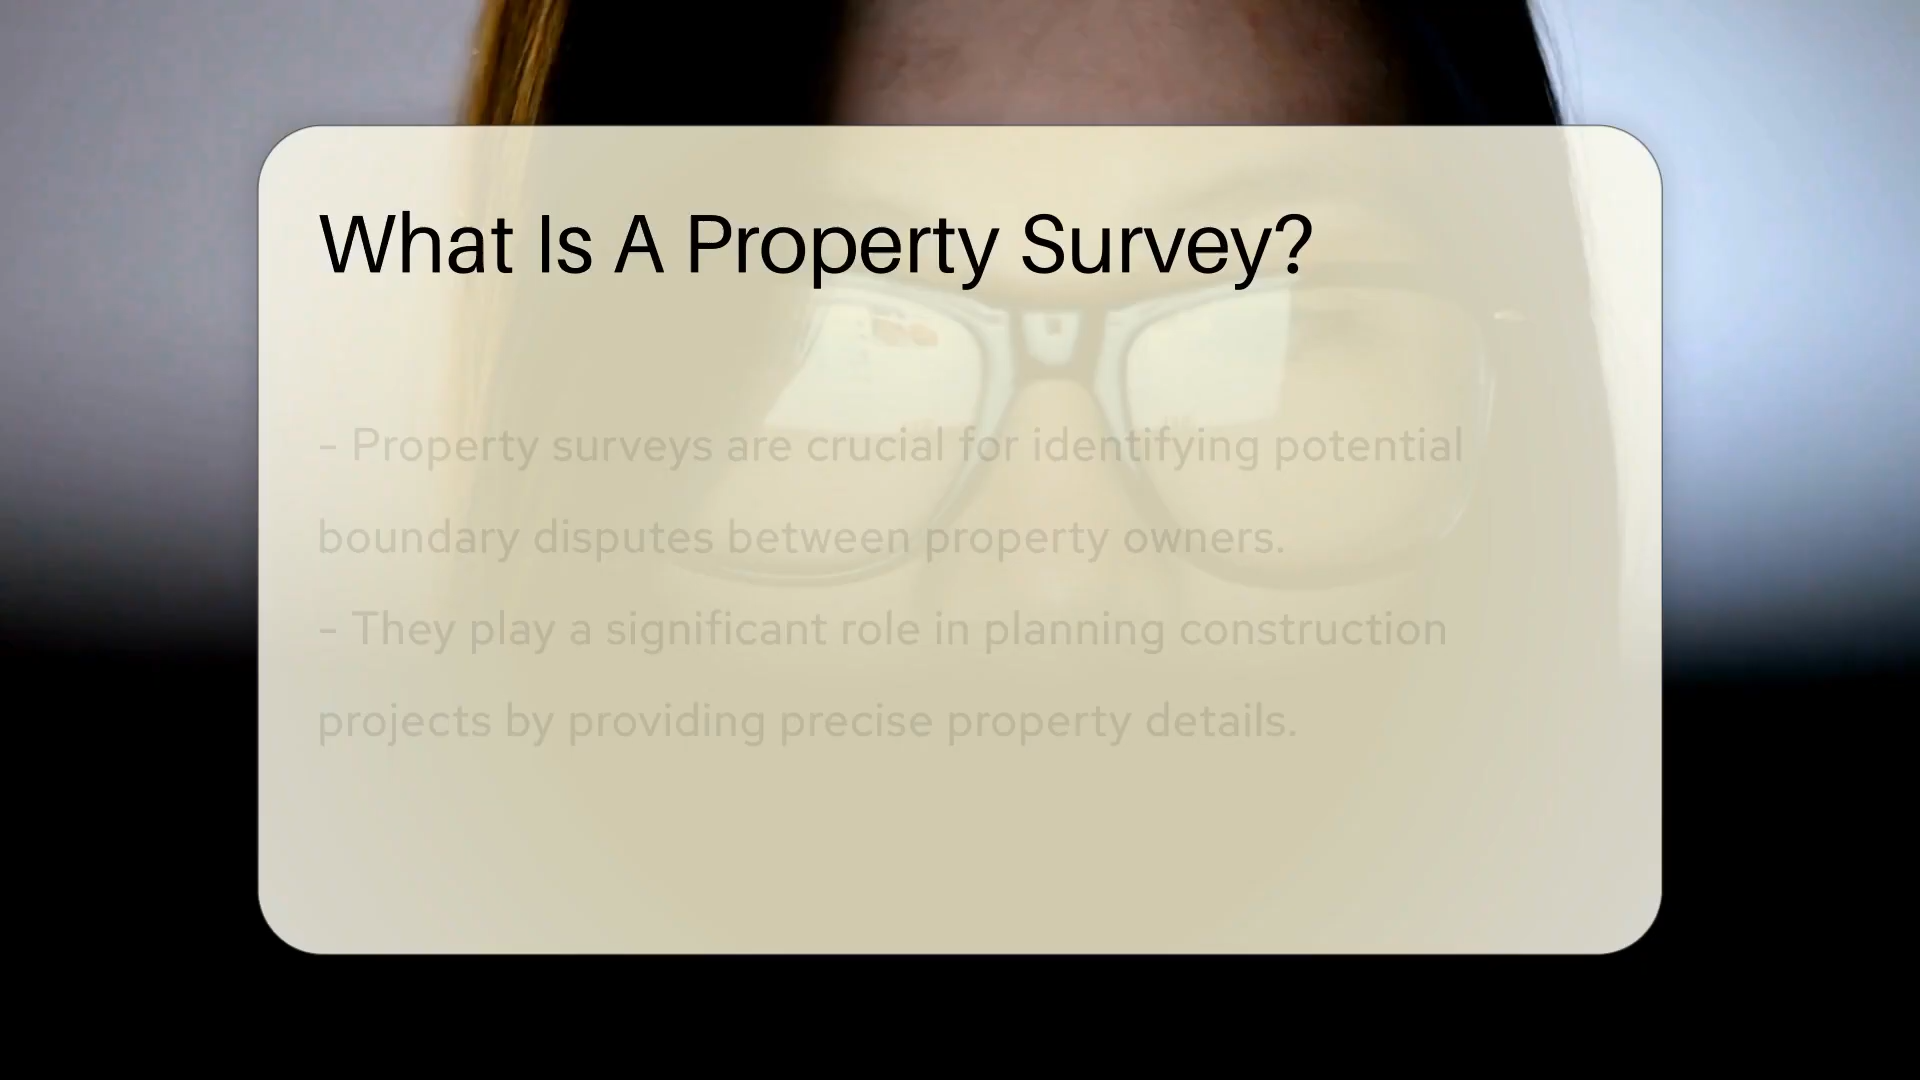 What Is A Property Survey?
- Property surveys are crucial for identifying potential
boundary disputes between property owners.
- They play a significant role in planning construction
projects by providing precise property details.